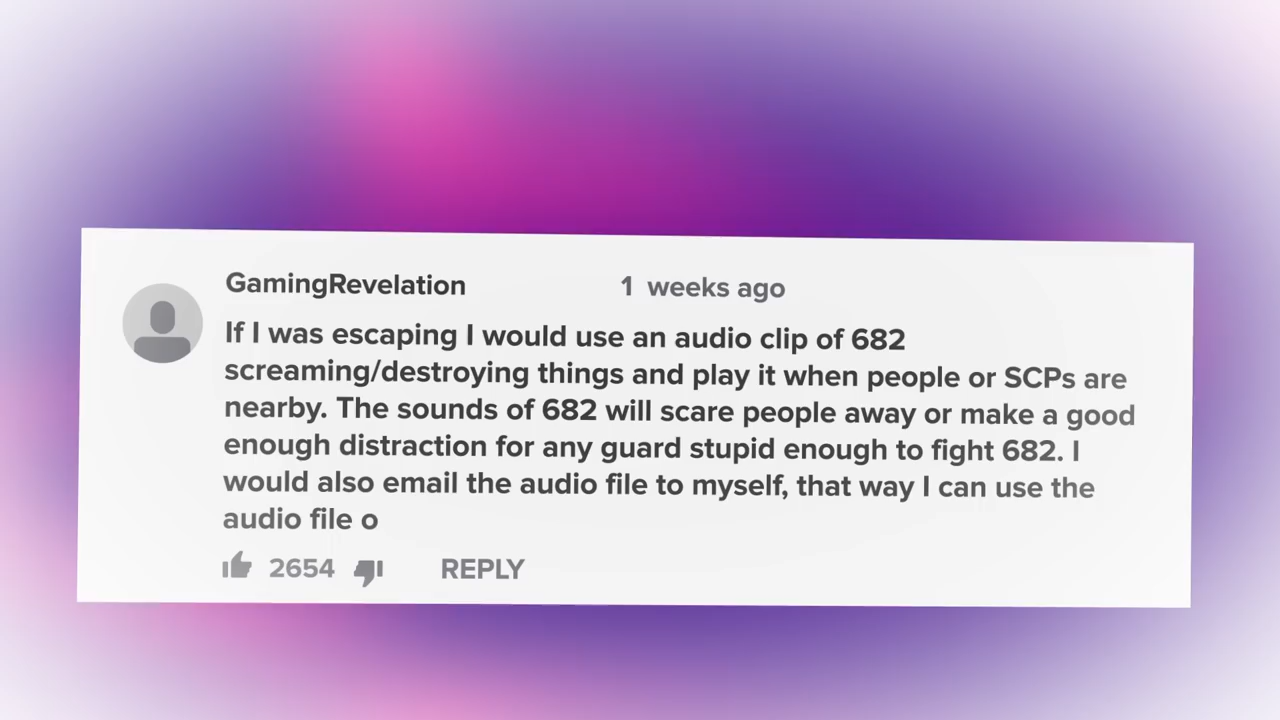 GamingRevelation 1 weeks ago
If I was escaping I would use an audio clip of 682
screaming/destroying things and play it when people or SCPs are
nearby. The sounds of 682 will scare people away or make a good
enough distraction for any guard stupid enough to fight 682. I
would also email the audio file to myself, that way I can use the
audio file o
2654 REPLY